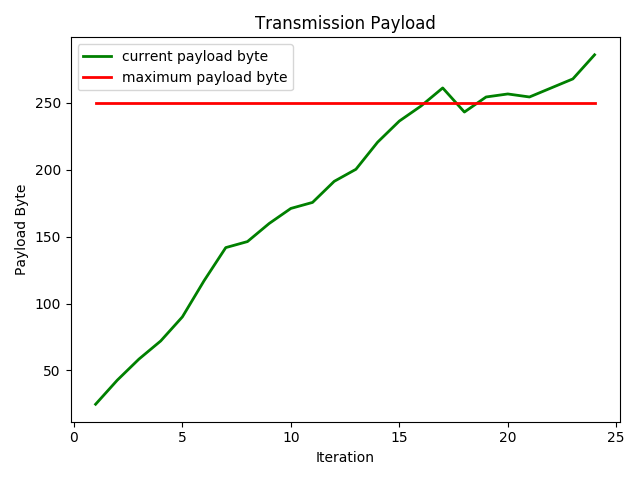 Transmission Payload
current payload byte
maximum payload byte
250
200
150
100
50
Payload Byte
0 5 10 15 20 25
Iteration